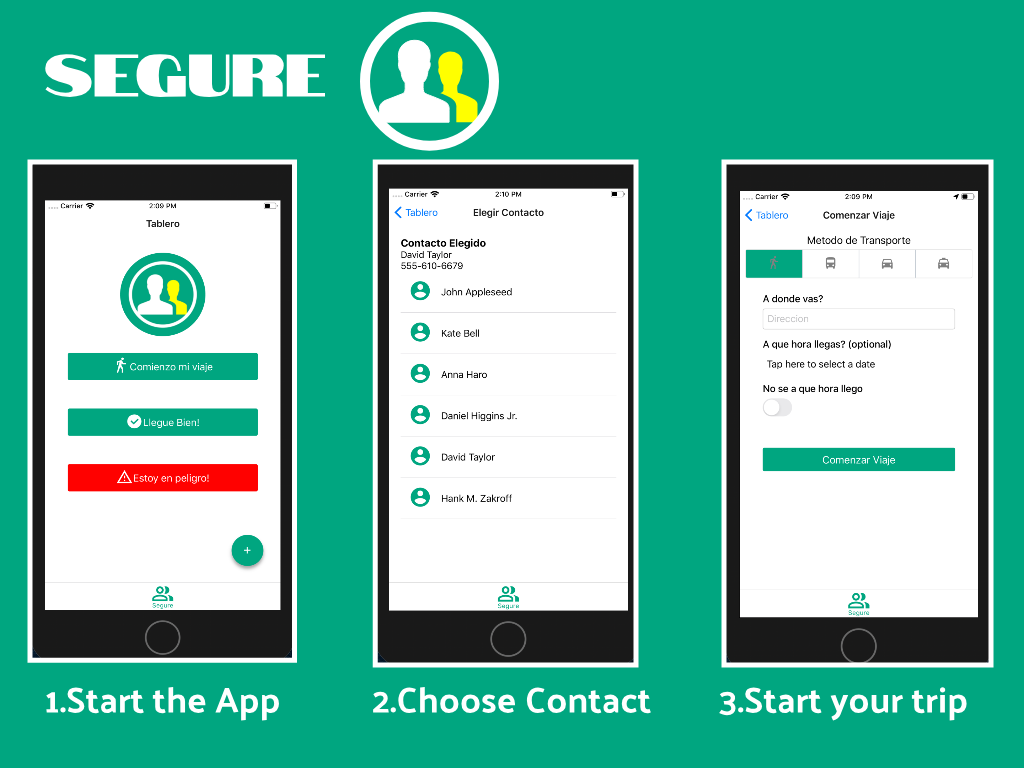 SEGURE
..... Carrier 2:09 PM
Tablero
Comienzo mi viaje
Llegue Bien!
Estoy en peligro!
+
Segure
1.Start the App
..... Carrier 2:10 PM
Tablero Elegir Contacto
Contacto Elegido
David Taylor
555-610-6679
John Appleseed
Kate Bell
Anna Haro
Daniel Higgins Jr.
David Taylor
Hank M. Zakroff
Segure
2.Choose Contact
..... Carrier 2:09 PM
Tablero Comenzar Viaje
Metodo de Transporte
A donde vas?
Direccion
A que hora llegas? (optional)
Tap here to select a date
No se a que hora llego
Comenzar Viaje
Segure
3.Start your trip